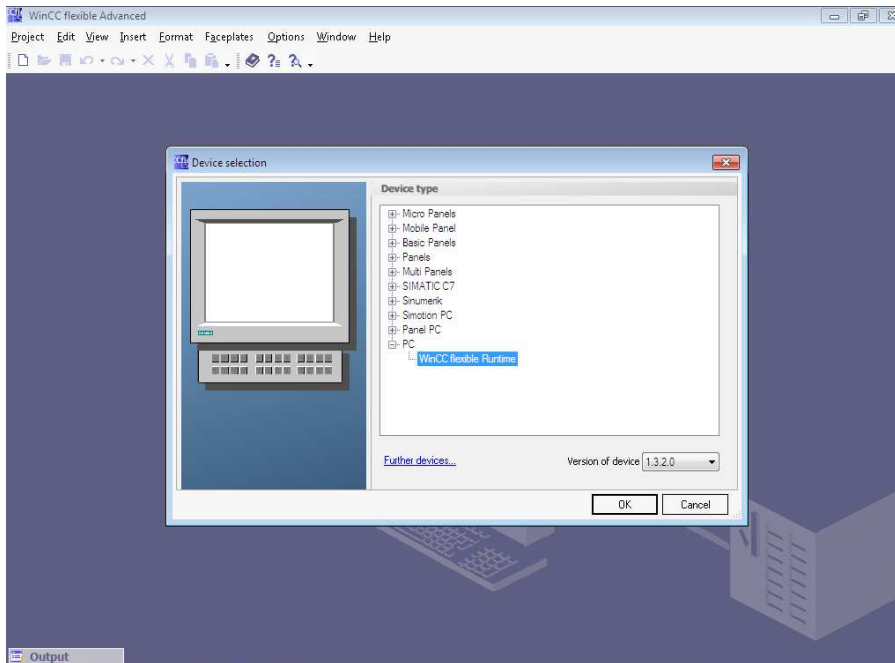 WinCC flexible Advanced
Project Edit View Insert Format Faceplates Options Window Help
Device selection
Device type
Micro Panels
Mobile Panel
Basic Panels
Panels
Multi Panels
SIMATIC C7
Sinumerik
Simotion PC
Panel PC
PC
WinCC flexible Runtime
Further devices...
Version of device 1.3.2.0
OK Cancel
Output